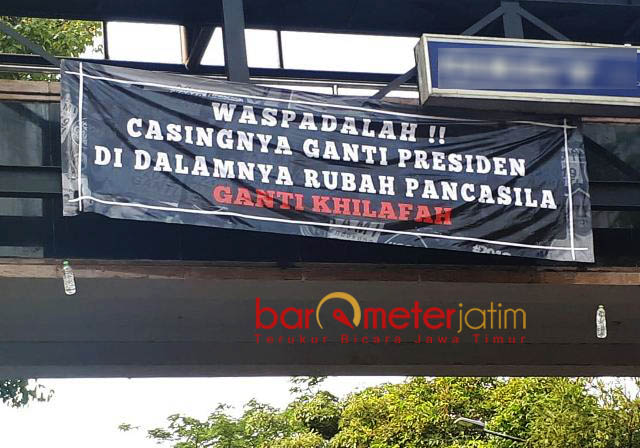 WASPADALAH !!
CASINGNYA GANTI PRESIDEN
DI DALAMNYA RUBAH PANCASILA
GANTI KHILAFAH
barometerjatim
Terukur Bicara Jawa Timur